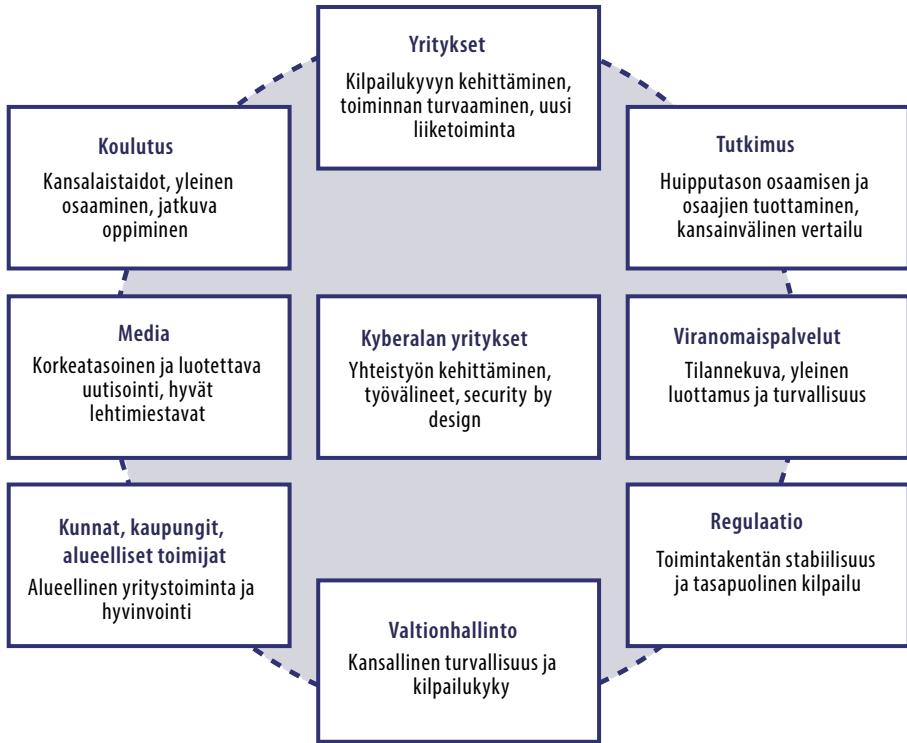 Yritykset
Kilpailukyvyn kehittäminen,
toiminnan turvaaminen, uusi
liiketoiminta
Koulutus
Kansalaistaidot, yleinen
osaaminen, jatkuva
oppiminen
Tutkimus
Huipputason osaamisen ja
osaajien tuottaminen,
kansainvälinen vertailu
Media
Korkeatasoinen ja luotettava
uutisointi, hyvät
lehtimiestavat
Kyberalan yritykset
Yhteistyön kehittäminen,
työvälineet, security by
design
Viranomaispalvelut
Tilannekuva, yleinen
luottamus ja turvallisuus
Kunnat, kaupungit,
alueelliset toimijat
Alueellinen yritystoiminta ja
hyvinvointi
Regulaatio
Toimintakentän stabiilisuus
ja tasapuolinen kilpailu
Valtionhallinto
Kansallinen turvallisuus ja
kilpailukyky